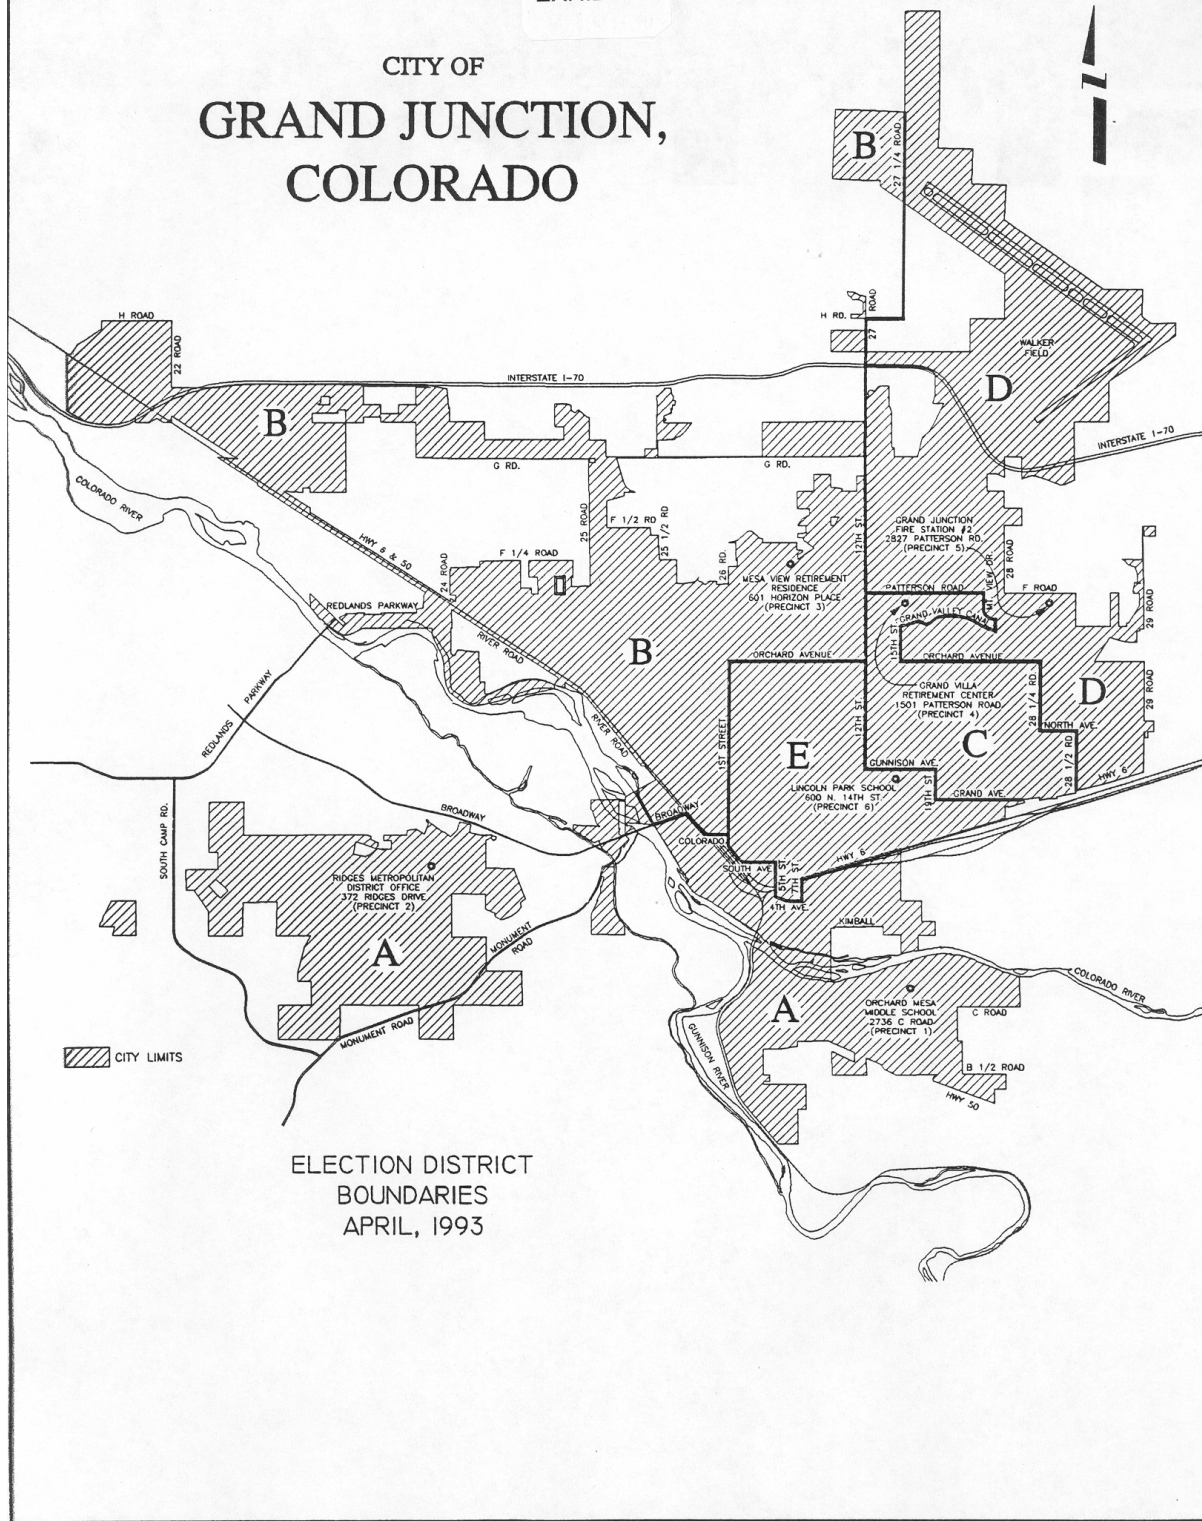 CITY OF
GRAND JUNCTION,
COLORADO
B
27 1/4 ROAD
H ROAD
22 ROAD
H RD.
27
ROAD
WALKER
FIELD
D
INTERSTATE I-70
B
INTERSTATE I-70
G RD.
G RD.
COLORADO RIVER
HWY 6 & 50
25 ROAD
F 1/2 RD
25 1/2 RD
12TH ST.
GRAND JUNCTION
FIRE STATION #2
2827 PATTERSON RD.
(PRECINCT 5)
F 1/4 ROAD
24 ROAD
26 RD.
MESA VIEW RETIREMENT
RESIDENCE
601 HORIZON PLACE
(PRECINCT 3)
MT. VIEW DR.
28 ROAD
PATTERSON ROAD
F ROAD
29 ROAD
REDLANDS PARKWAY
GRAND VALLEY CANAL
15TH ST.
RIVER ROAD
B
ORCHARD AVENUE
ORCHARD AVENUE
REDLANDS PARKWAY
GRAND VILLA
RETIREMENT CENTER
1501 PATTERSON ROAD
(PRECINCT 4)
28 1/4 RD.
D
29 ROAD
RIVER ROAD
1ST STREET
12TH ST.
NORTH AVE.
C
E
28 1/2 RD
GUNNISON AVE.
HWY 6
LINCOLN PARK SCHOOL
600 N. 14TH ST.
(PRECINCT 6)
19TH ST
GRAND AVE.
SOUTH CAMP RD.
BROADWAY
BROADWAY
COLORADO
HWY 6
SOUTH AVE
5TH ST
7TH ST.
4TH AVE.
RIDGES METROPOLITAN
DISTRICT OFFICE
372 RIDGES DRIVE
(PRECINCT 2)
KIMBALL
MONUMENT
ROAD
A
COLORADO RIVER
A
ORCHARD MESA
MIDDLE SCHOOL
2736 C ROAD
(PRECINCT 1)
C ROAD
MONUMENT ROAD
GUNNISON RIVER
CITY LIMITS
B 1/2 ROAD
HWY 50
ELECTION DISTRICT
BOUNDARIES
APRIL, 1993